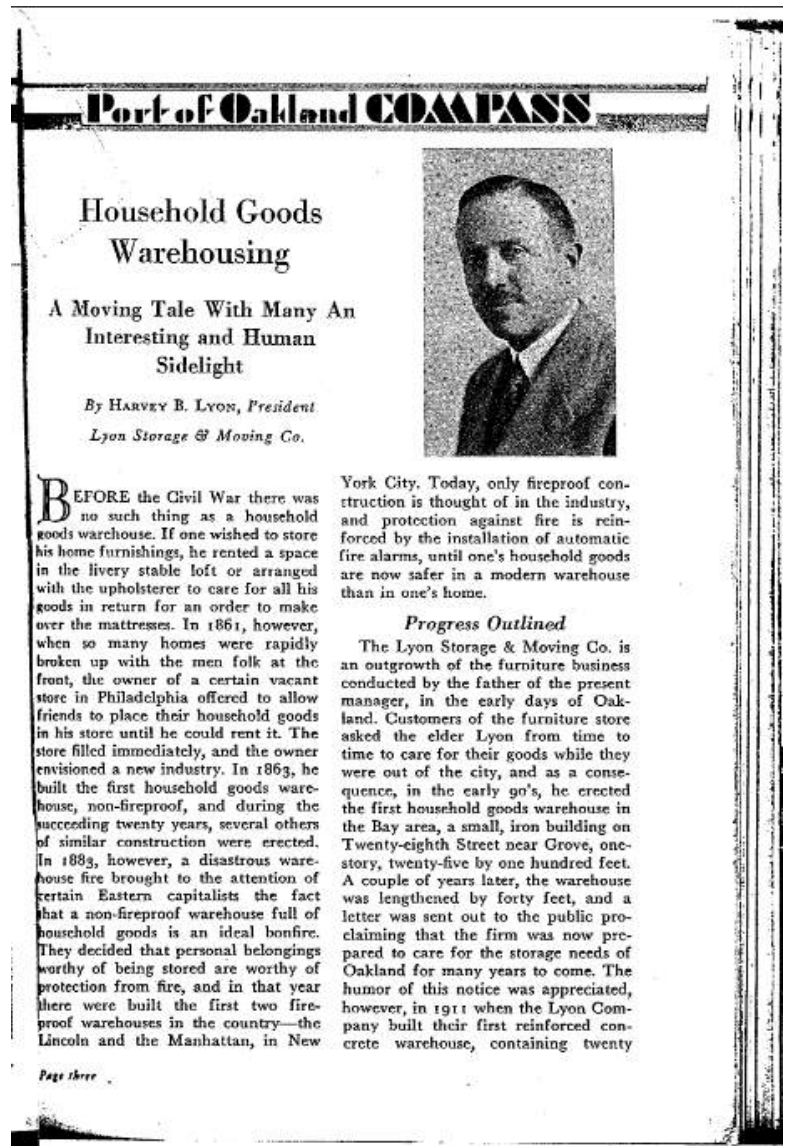 Port of Oakland COMPASS
Household Goods
Warehousing
A Moving Tale With Many An
Interesting and Human
Sidelight
By HARVEY B. LYON, President
Lyon Storage & Moving Co.
BEFORE the Civil War there was
no such thing as a household
goods warehouse. If one wished to store
his home furnishings, he rented a space
in the livery stable loft or arranged
with the upholsterer to care for all his
goods in return for an order to make
over the mattresses. In 1861, however,
when so many homes were rapidly
broken up with the men folk at the
front, the owner of a certain vacant
store in Philadelphia offered to allow
friends to place their household goods
in his store until he could rent it. The
store filled immediately, and the owner
envisioned a new industry. In 1863, he
built the first household goods ware-
house, non-fireproof, and during the
succeeding twenty years, several others
of similar construction were erected.
In 1883, however, a disastrous ware-
house fire brought to the attention of
certain Eastern capitalists the fact
that a non-fireproof warehouse full of
household goods is an ideal bonfire.
They decided that personal belongings
worthy of being stored are worthy of
protection from fire, and in that year
there were built the first two fire-
proof warehouses in the country—the
Lincoln and the Manhattan, in New
York City. Today, only fireproof con-
struction is thought of in the industry,
and protection against fire is rein-
forced by the installation of automatic
fire alarms, until one's household goods
are now safer in a modern warehouse
than in one's home.
Progress Outlined
The Lyon Storage & Moving Co. is
an outgrowth of the furniture business
conducted by the father of the present
manager, in the early days of Oak-
land. Customers of the furniture store
asked the elder Lyon from time to
time to care for their goods while they
were out of the city, and as a conse-
quence, in the early 90's, he erected
the first household goods warehouse in
the Bay area, a small, iron building on
Twenty-eighth Street near Grove, one-
story, twenty-five by one hundred feet.
A couple of years later, the warehouse
was lengthened by forty feet, and a
letter was sent out to the public pro-
claiming that the firm was now pre-
pared to care for the storage needs of
Oakland for many years to come. The
humor of this notice was appreciated,
however, in 1911 when the Lyon Com-
pany built their first reinforced con-
crete warehouse, containing twenty
Page three